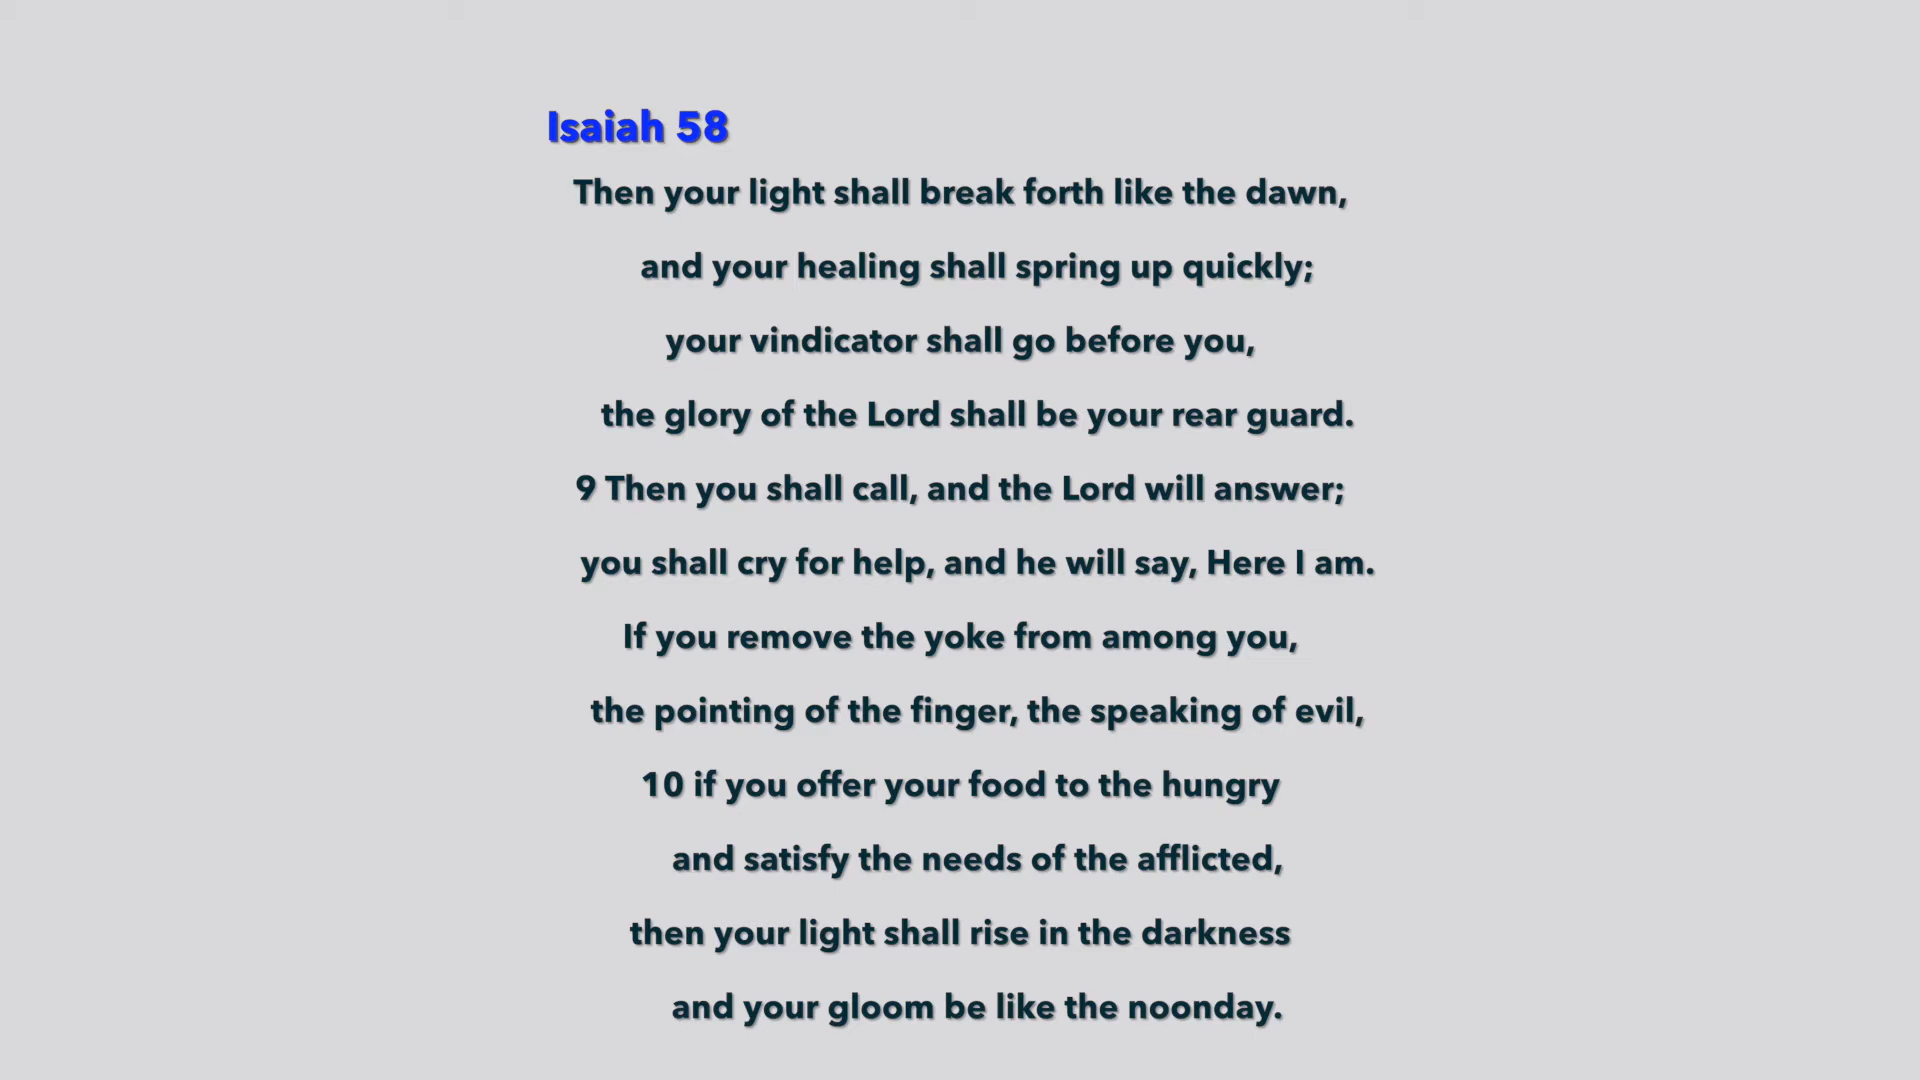 Isaiah 58
Then your light shall break forth like the dawn,
and your healing shall spring up quickly;
your vindicator shall go before you,
the glory of the Lord shall be your rear guard.
9 Then you shall call, and the Lord will answer;
you shall cry for help, and he will say, Here I am.
If you remove the yoke from among you,
the pointing of the finger, the speaking of evil,
10 if you offer your food to the hungry
and satisfy the needs of the afflicted,
then your light shall rise in the darkness
and your gloom be like the noonday.